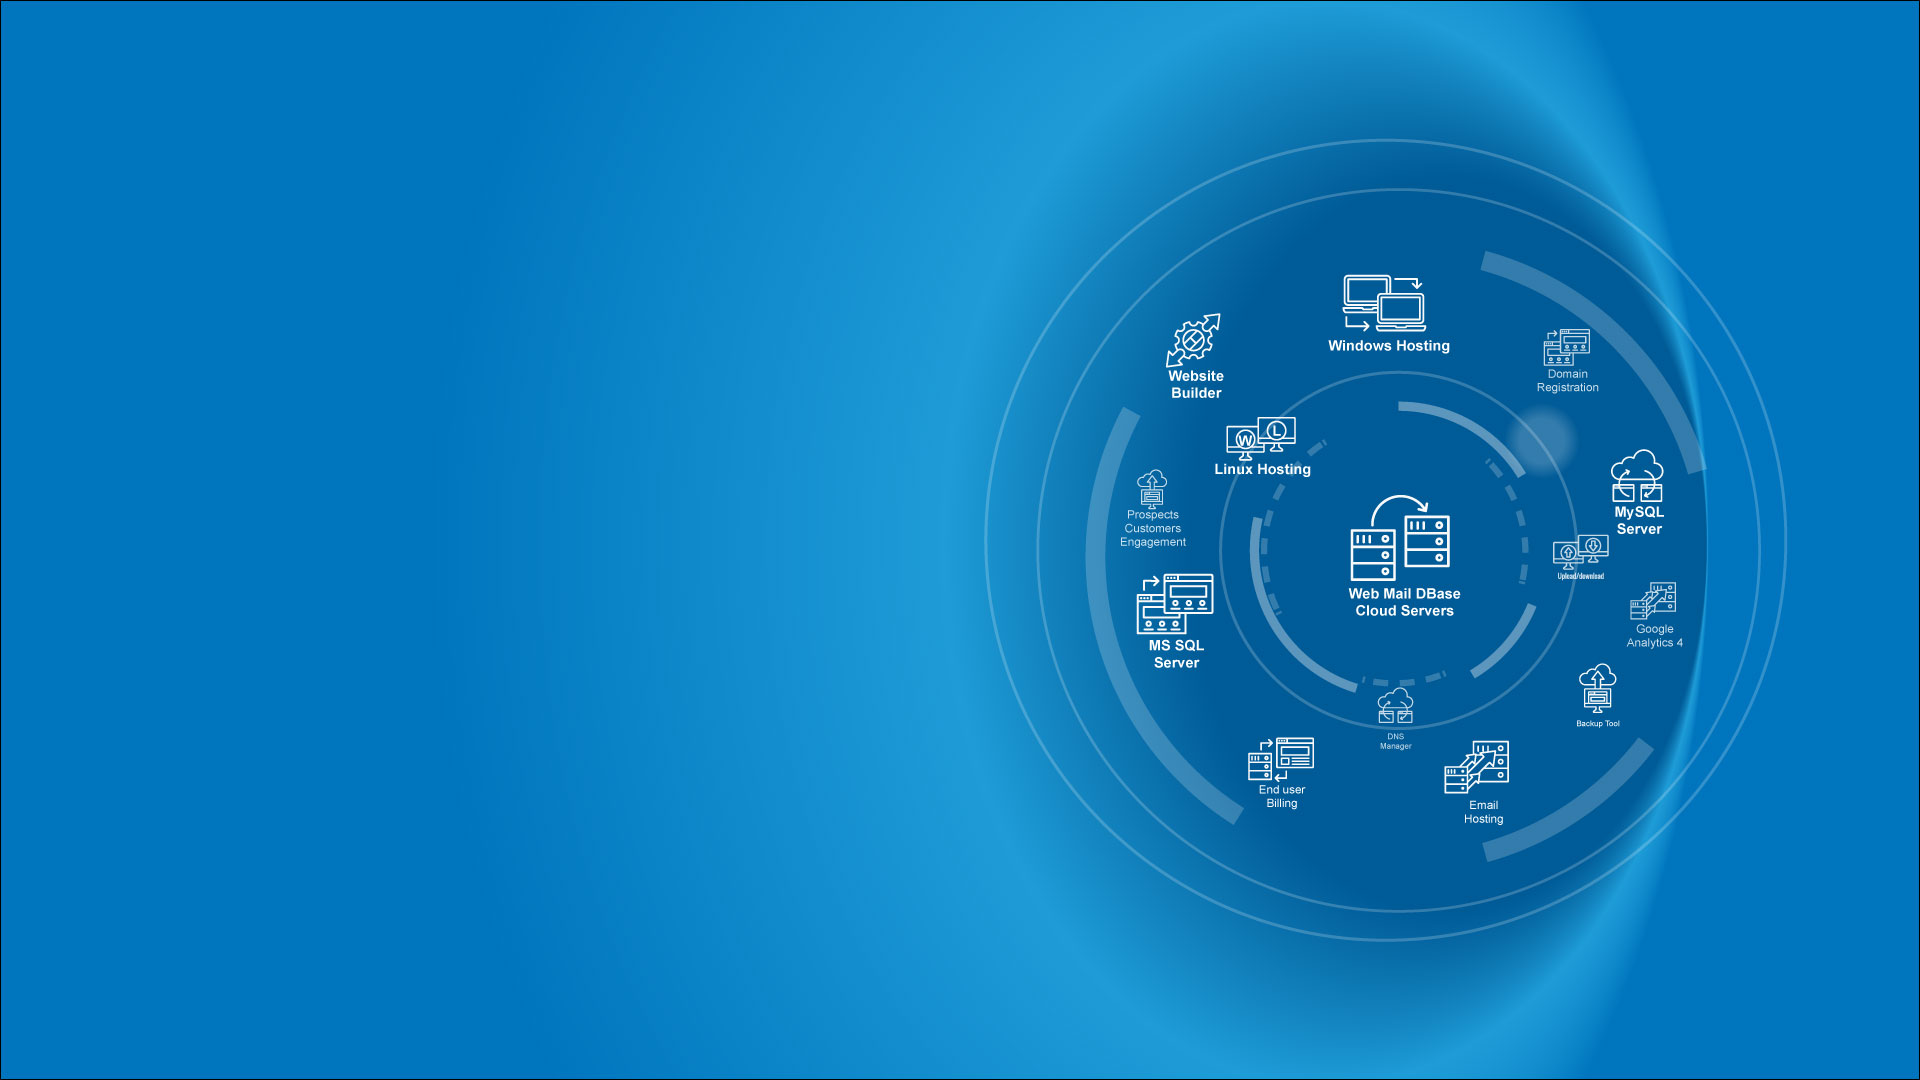 Windows Hosting
Website
Builder
Domain
Registration
W
L
Linux Hosting
MySQL
Server
Prospects
Customers
Engagement
Upload/download
Web Mail DBase
Cloud Servers
MS SQL
Server
Google
Analytics 4
Backup Tool
DNS
Manager
End user
Billing
Email
Hosting